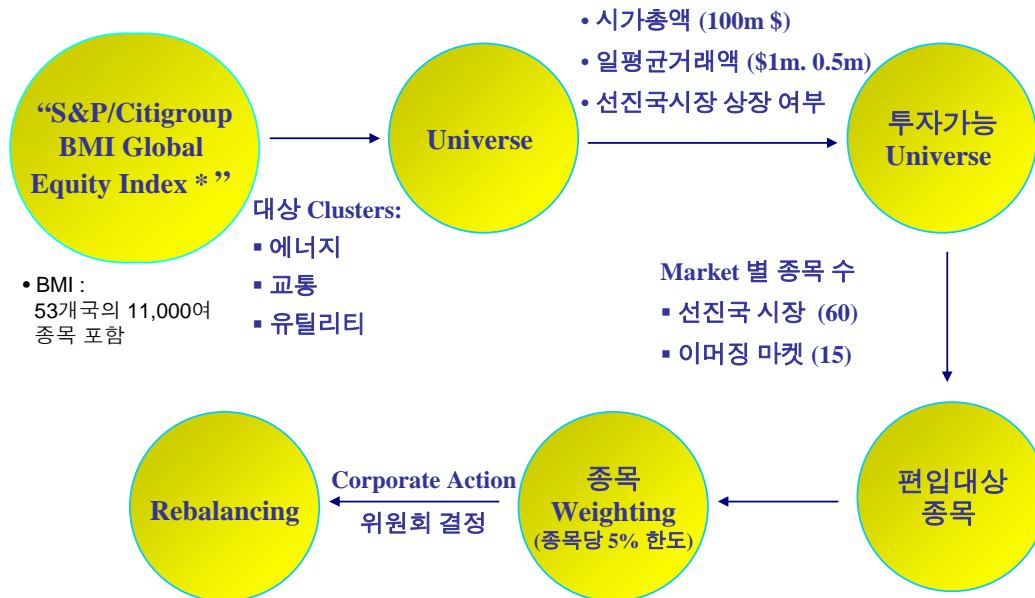 “S&P/Citigroup
BMI Global
Equity Index * ”
• BMI :
53개국의 11,000여
종목 포함
대상 Clusters:
▪ 에너지
▪ 교통
▪ 유틸리티
Universe
• 시가총액 (100m $)
• 일평균거래액 ($1m. 0.5m)
• 선진국시장 상장 여부
투자가능
Universe
Market 별 종목 수
▪ 선진국 시장 (60)
▪ 이머징 마켓 (15)
편입대상
종목
종목
Weighting
(종목당 5% 한도)
Corporate Action
위원회 결정
Rebalancing